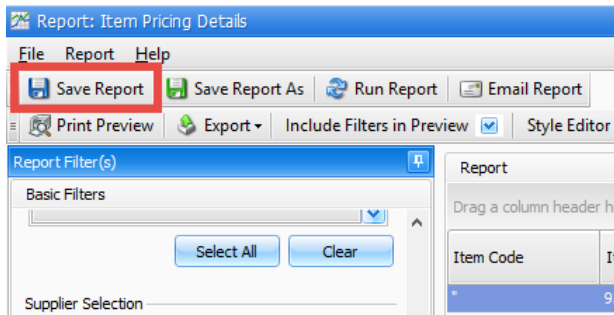 Report: Item Pricing Details
File Report Help
Save Report Save Report As Run Report Email Report
Print Preview Export Include Filters in Preview Style Editor
Report Filter(s)
Report
Basic Filters
Drag a column header h
Select All Clear
Item Code
"
9
Supplier Selection